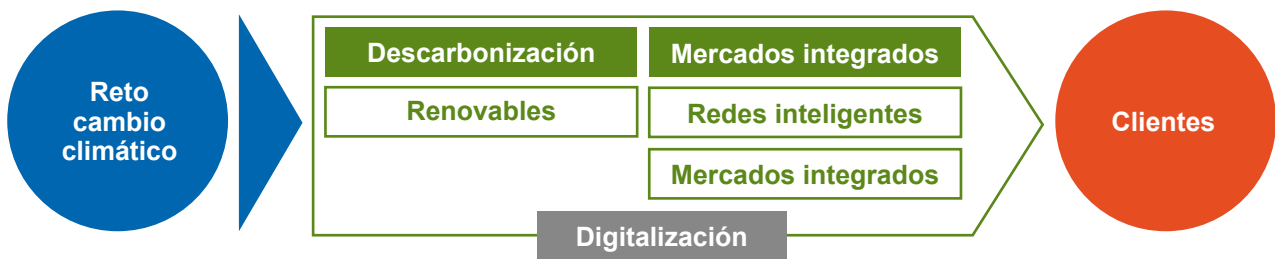 Reto
cambio
climático
Descarbonización
Renovables
Mercados integrados
Redes inteligentes
Mercados integrados
Digitalización
Clientes